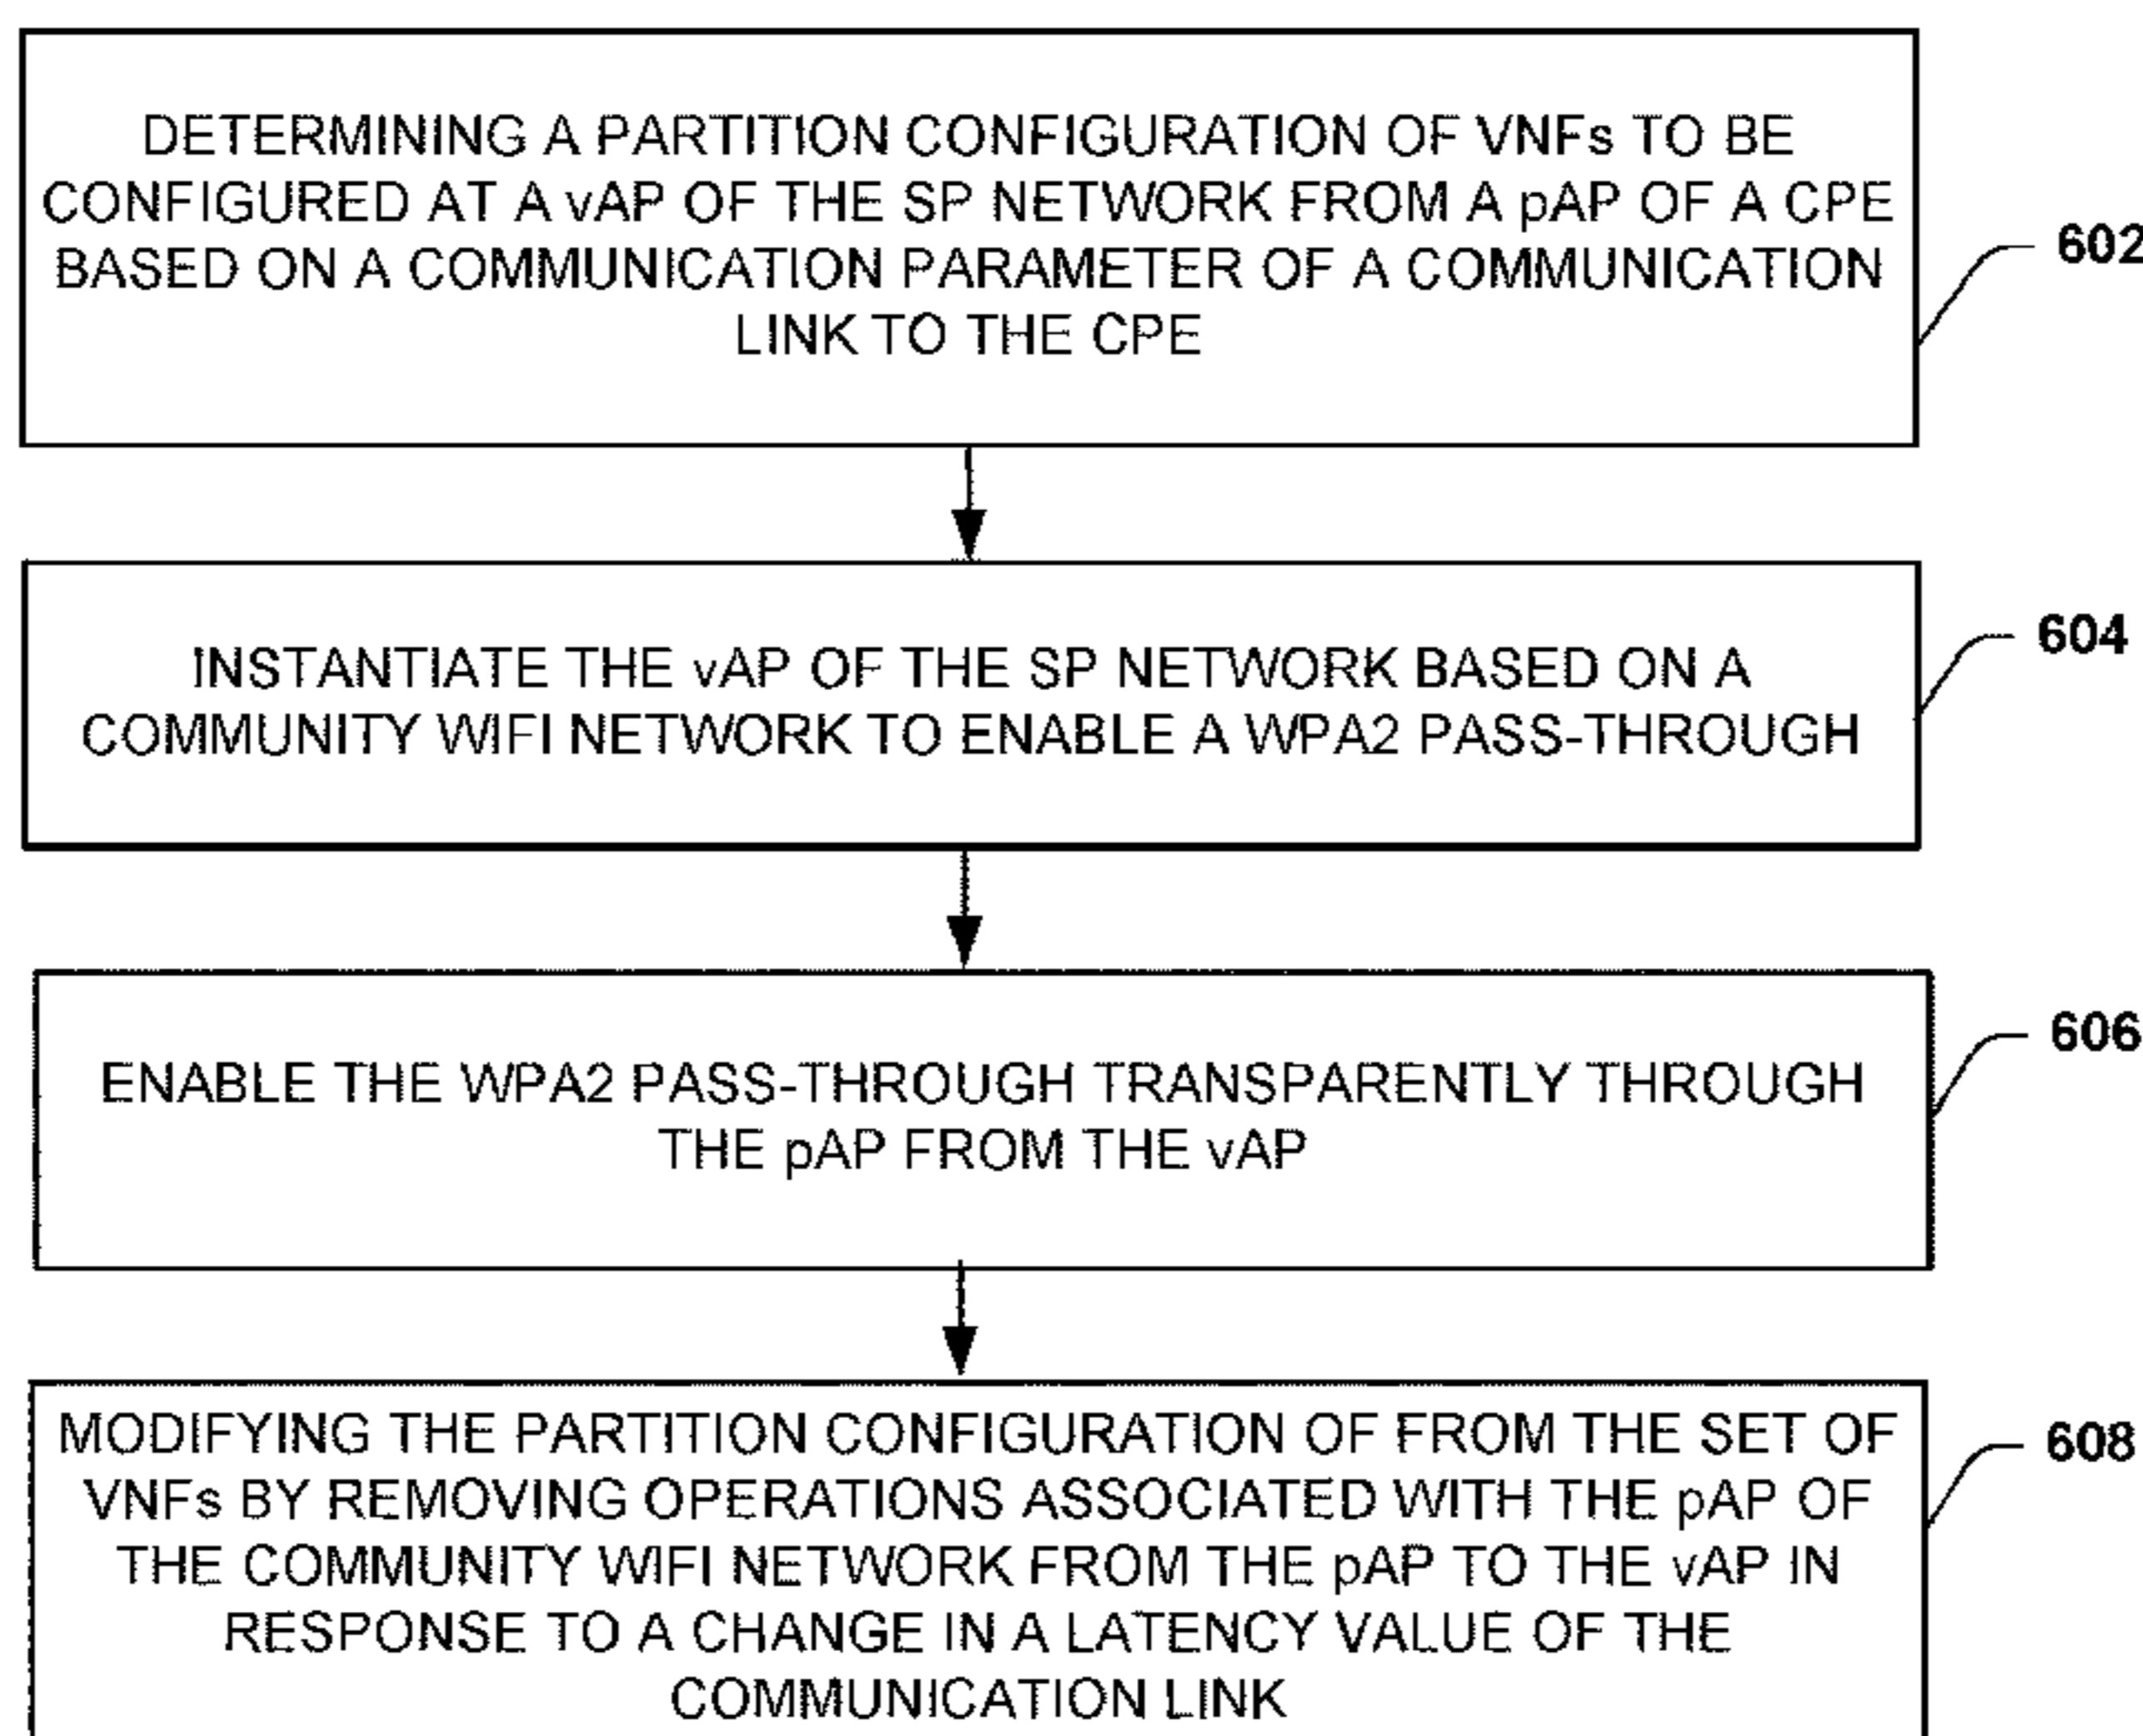 DETERMINING A PARTITION CONFIGURATION OF VNFs TO BE
CONFIGURED AT A vAP OF THE SP NETWORK FROM A pAP OF A CPE
BASED ON A COMMUNICATION PARAMETER OF A COMMUNICATION
LINK TO THE CPE
602
INSTANTIATE THE vAP OF THE SP NETWORK BASED ON A
COMMUNITY WIFI NETWORK TO ENABLE A WPA2 PASS-THROUGH
604
ENABLE THE WPA2 PASS-THROUGH TRANSPARENTLY THROUGH
THE pAP FROM THE vAP
606
MODIFYING THE PARTITION CONFIGURATION OF FROM THE SET OF
VNFs BY REMOVING OPERATIONS ASSOCIATED WITH THE pAP OF
THE COMMUNITY WIFI NETWORK FROM THE pAP TO THE vAP IN
RESPONSE TO A CHANGE IN A LATENCY VALUE OF THE
COMMUNICATION LINK
608